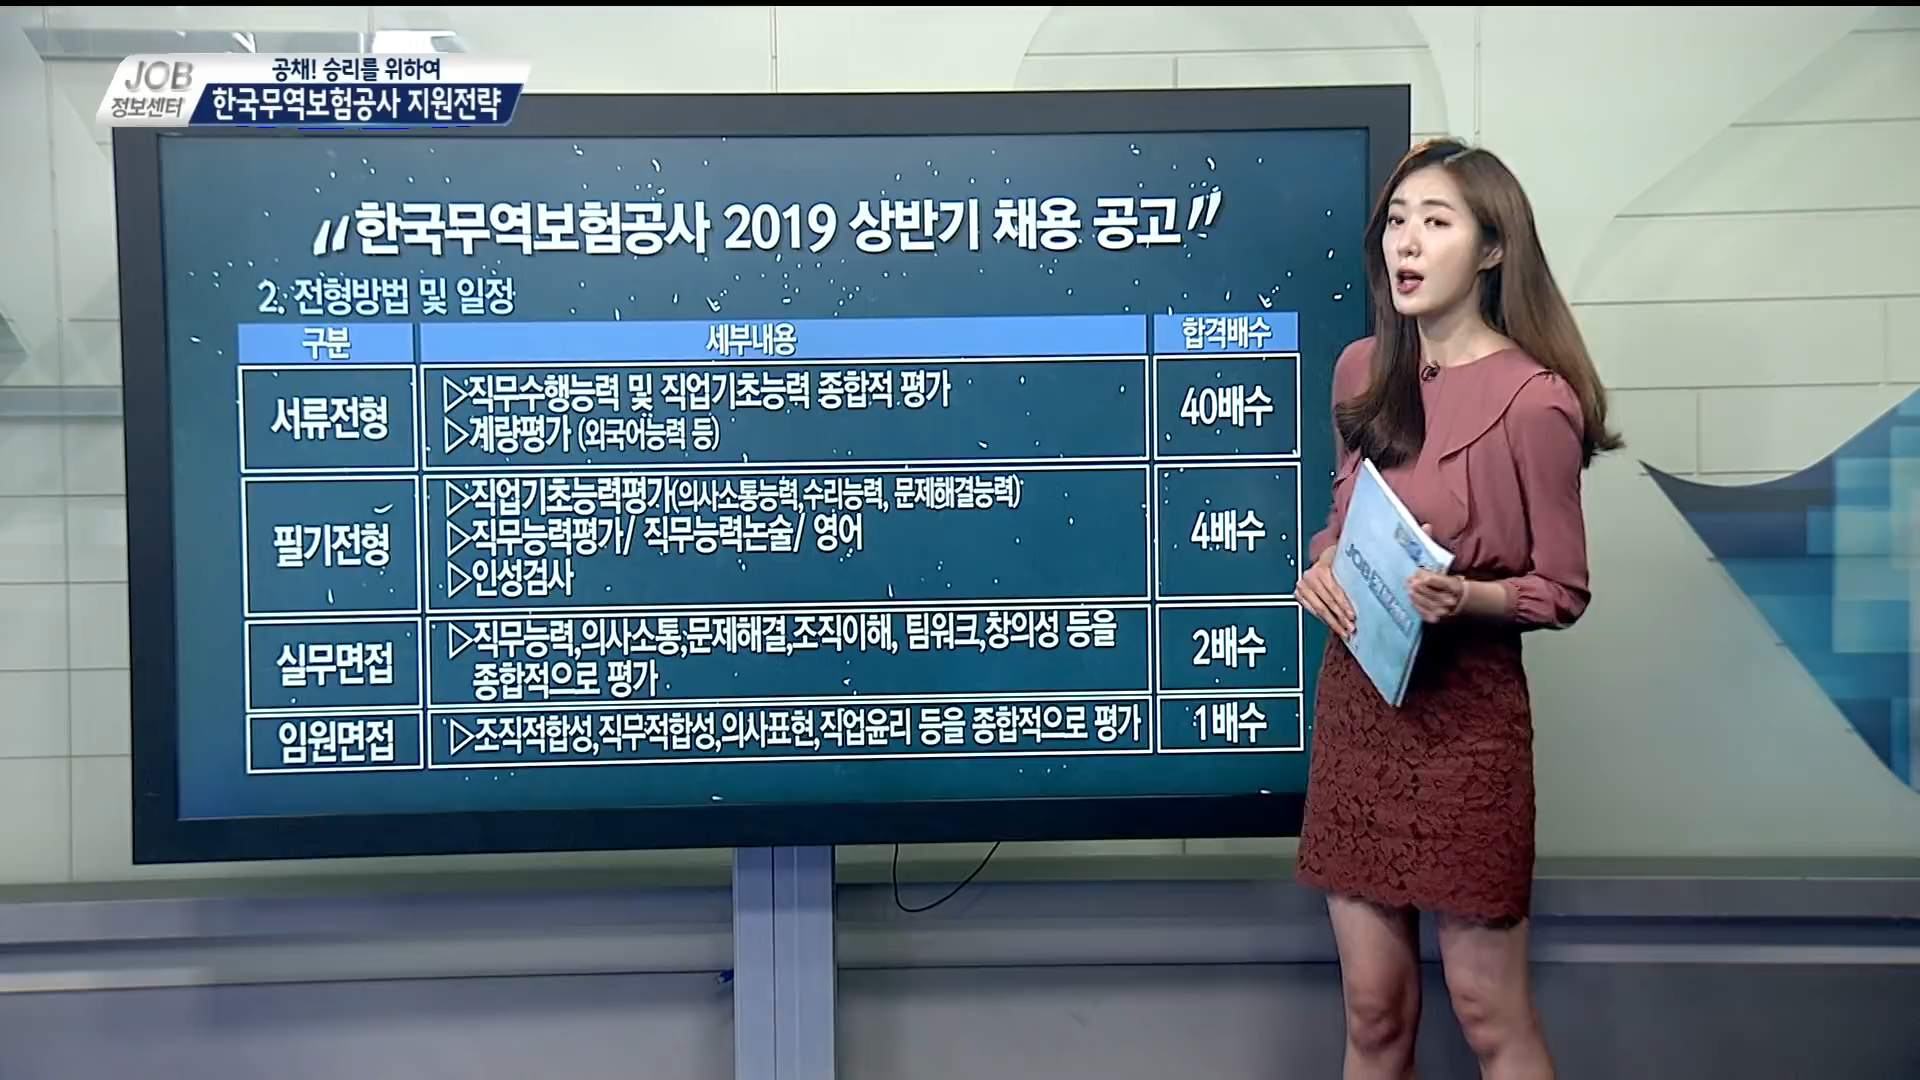 JOB
정보센터
공채! 승리를 위하여
한국무역보험공사 지원전략
"한국무역보험공사 2019 상반기 채용 공고"
2. 전형방법 및 일정
구분 세부내용 합격배수
서류전형 ▷직무수행능력 및 직업기초능력 종합적 평가 40배수
▷계량평가 (외국어능력 등)
필기전형 ▷직업기초능력평가(의사소통능력,수리능력, 문제해결능력) 4배수
▷직무능력평가/ 직무능력논술/ 영어
▷인성검사
실무면접 ▷직무능력,의사소통,문제해결,조직이해, 팀워크,창의성 등을 2배수
종합적으로 평가
임원면접 ▷조직적합성,직무적합성,의사표현,직업윤리 등을 종합적으로 평가 1배수
JOB